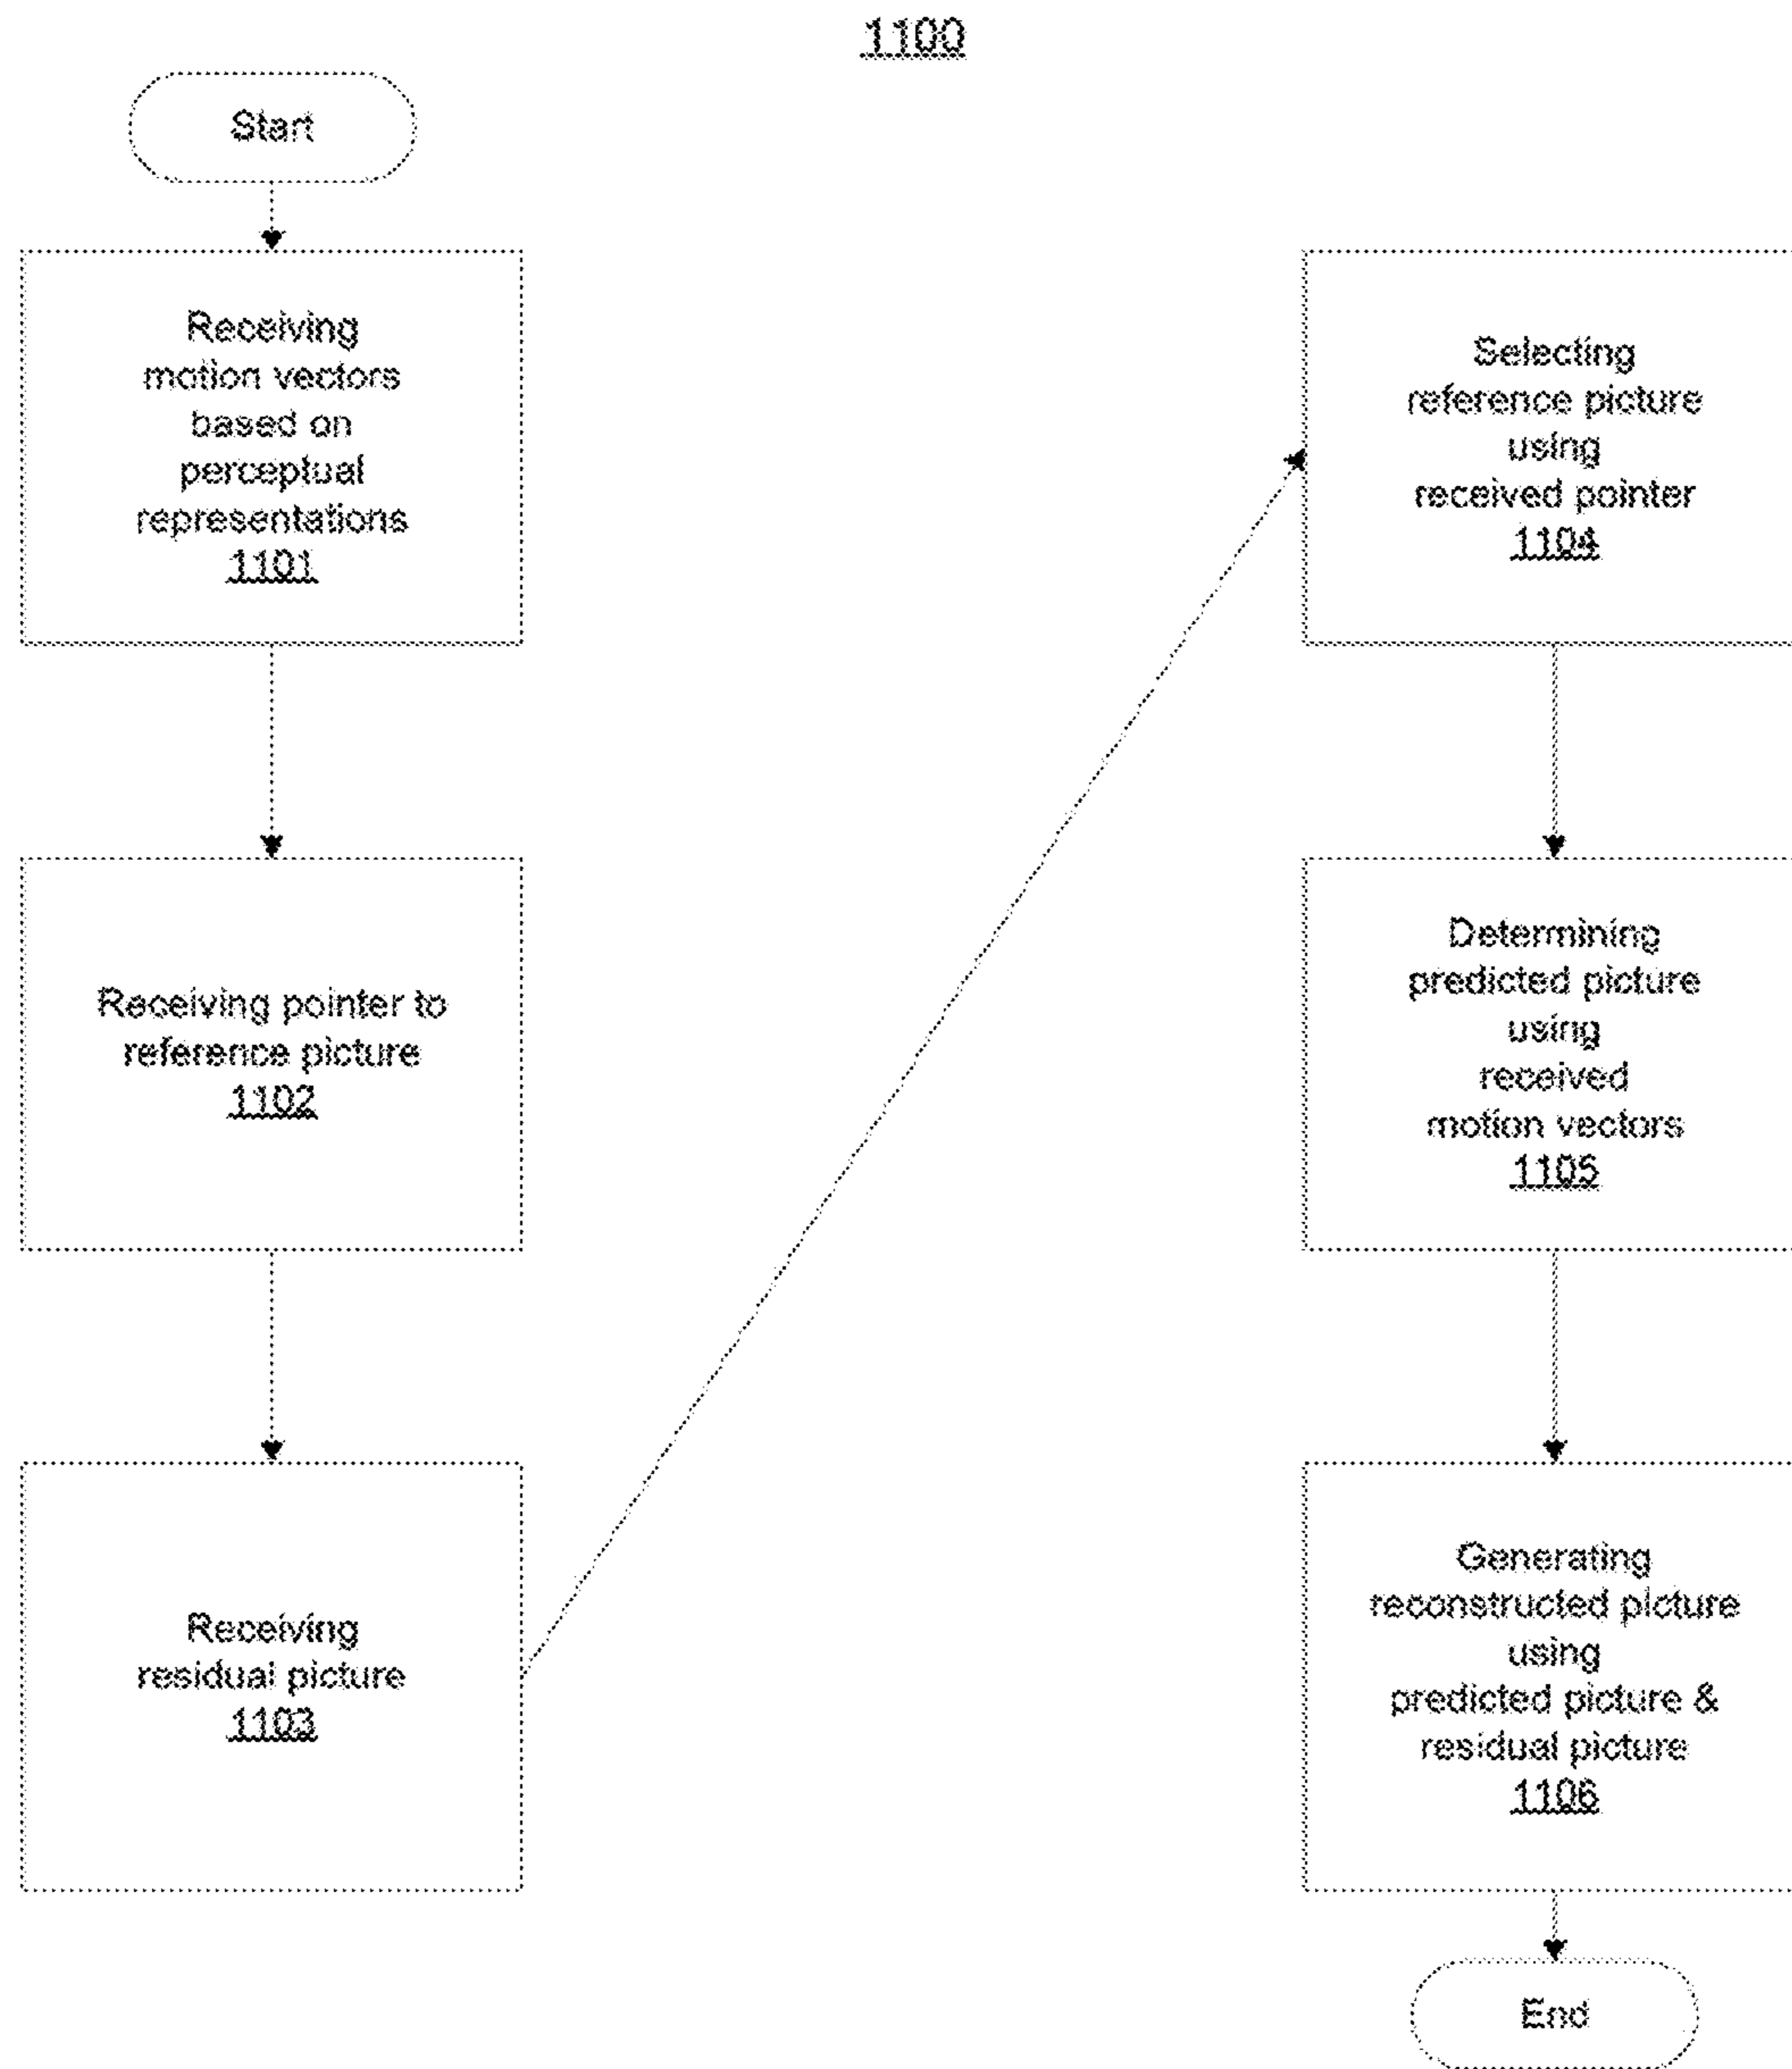 1100
Start
Receiving
motion vectors
based on
perceptual
representations
1101
Receiving pointer to
reference picture
1102
Receiving
residual picture
1103
Selecting
reference picture
using
received pointer
1104
Determining
predicted picture
using
received
motion vectors
1105
Generating
reconstructed picture
using
predicted picture &
residual picture
1106
End